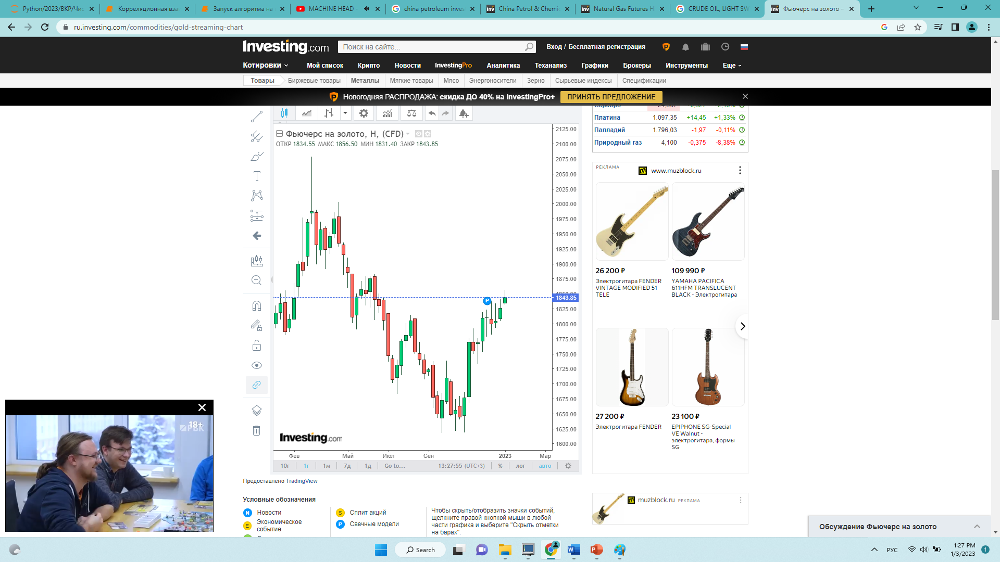 Python/2023/ВКР/Чис
Корреляционная вза
Запуск алгоритма на
MACHINE HEAD -
china petroleum inves
China Petrol & Chemic
Natural Gas Futures H
CRUDE OIL, LIGHT SW
Фьючерс на золото –
ru.investing.com/commodities/gold-streaming-chart
Investing.com
Поиск на сайте...
Вход / Бесплатная регистрация
Котировки
Мой список
Крипто
Новости
InvestingPro
Аналитика
Теханализ
Графики
Брокеры
Инструменты
Еще
Товары
Биржевые товары
Металлы
Мягкие товары
Мясо
Энергоносители
Зерно
Сырьевые индексы
Спецификации
Новогодняя РАСПРОДАЖА: скидка ДО 40% на InvestingPro+
ПРИНЯТЬ ПРЕДЛОЖЕНИЕ
Фьючерс на золото, Н, (CFD)
ОТКР 1834.55 МАКС 1856.50 МИН 1831.40 ЗАКР 1843.85
2125.00
2100.00
2075.00
2050.00
2025.00
2000.00
1975.00
1950.00
1925.00
1900.00
1875.00
1843.85
1825.00
1800.00
1775.00
1750.00
1725.00
1700.00
1675.00
1650.00
1625.00
1600.00
P
Investing.com
Фев
Май
Июл
Сен
2023
Мар
10г
1г
1м
7д
1д
Go to...
13:27:55 (UTC+3)
%
лог
авто
Предоставлено TradingView
Условные обозначения
N Новости
E Экономическое
событие
S Сплит акций
P Свечные модели
Чтобы скрыть/отобразить значки событий,
щелкните правой кнопкой мыши в любой
части графика и выберите "Скрыть отметки
на барах".
Платина 1.097,35 +14,45 +1,33%
Палладий 1.796,03 -1,97 -0,11%
Природный газ 4,100 -0,375 -8,38%
РЕКЛАМА
www.muzblock.ru
26 200 ₽
Электрогитара FENDER
VINTAGE MODIFIED 51
TELE
109 990 ₽
YAMAHA PACIFICA
611HFM TRANSLUCENT
BLACK - Электрогитара
27 200 ₽
Электрогитара FENDER
23 100 ₽
EPIPHONE SG-Special
VE Walnut -
электрогитара, формы
SG
muzblock.ru РЕКЛАМА
Обсуждение Фьючерс на золото
18+
РБК
Search
РУС
1:27 PM
1/3/2023
1